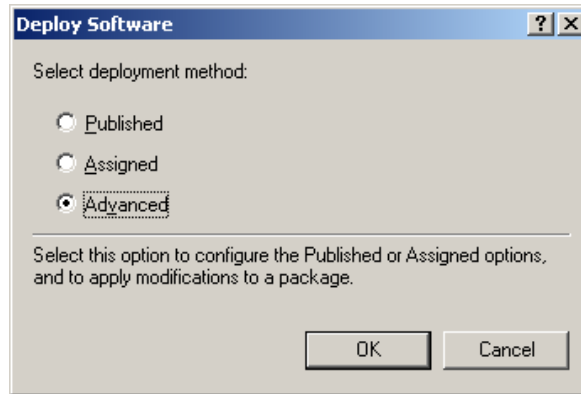 Deploy Software
Select deployment method:
Published
Assigned
Advanced
Select this option to configure the Published or Assigned options,
and to apply modifications to a package.
OK Cancel